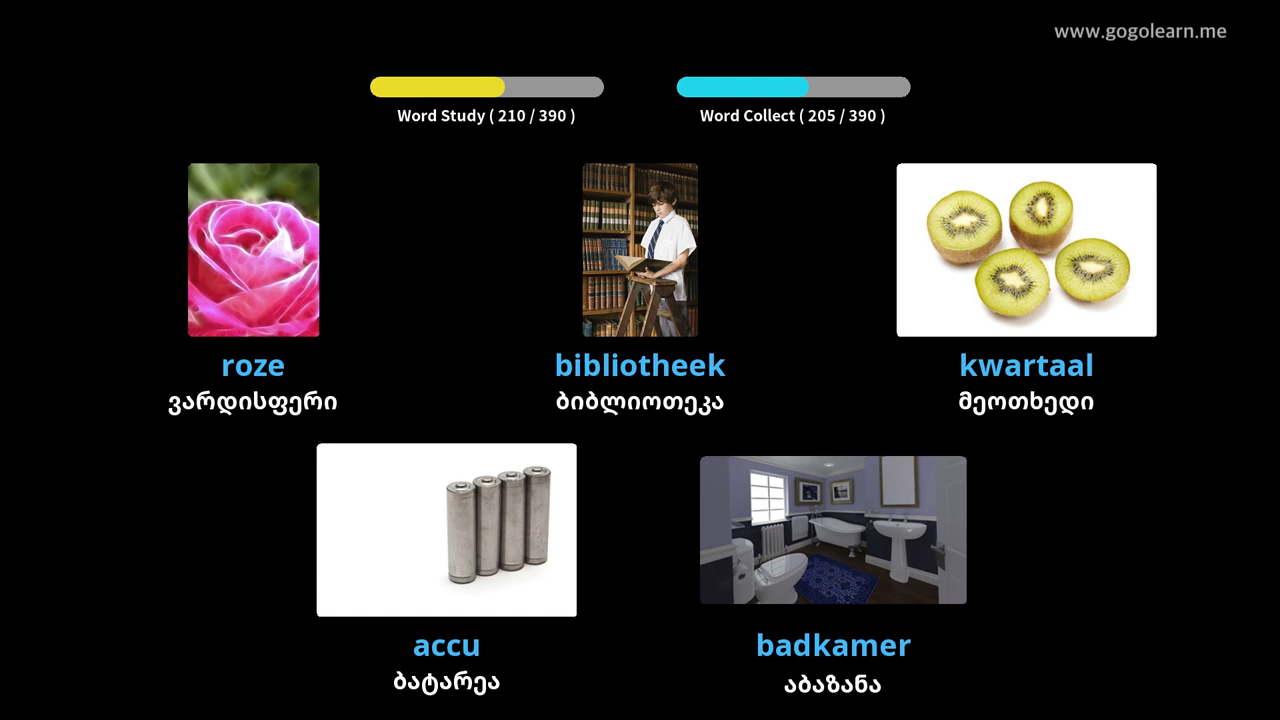 www.gogolearn.me
Word Study ( 210 / 390 )
Word Collect ( 205 / 390 )
roze
ვარდისფერი
bibliotheek
ბიბლიოთეკა
kwartaal
მეოთხედი
accu
ბატარეა
badkamer
აბაზანა